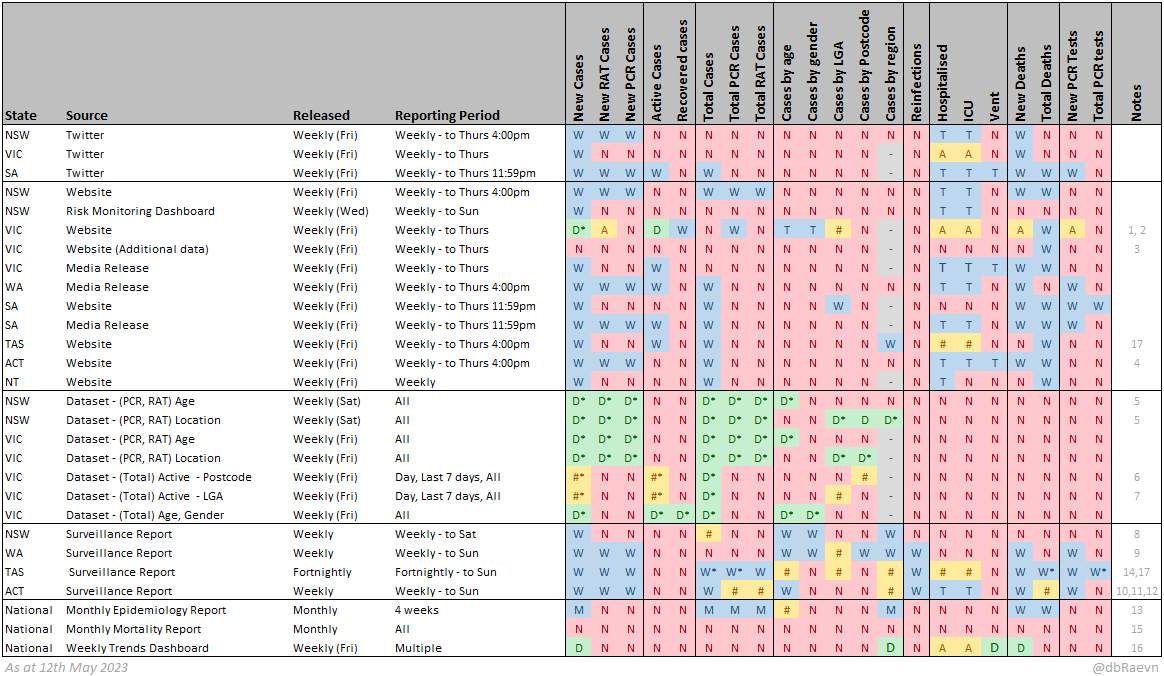 State Source Released Reporting Period New Cases New RAT Cases New PCR Cases Active Cases Recovered cases Total Cases Total PCR Cases Total RAT Cases Cases by age Cases by gender Cases by LGA Cases by Postcode Cases by region Reinfections Hospitalised ICU Vent New Deaths Total Deaths New PCR Tests Total PCR tests Notes
NSW Twitter Weekly (Fri) Weekly - to Thurs 4:00pm W W W N N N N N N N N N N N T T N W N N N
VIC Twitter Weekly (Fri) Weekly - to Thurs W N N N N N N N N N N N - N A A N W N N N
SA Twitter Weekly (Fri) Weekly - to Thurs 11:59pm W W W W N W N N N N N N - N T T T W W W N
NSW Website Weekly (Fri) Weekly - to Thurs 4:00pm W W W N N W W W N N N N N N T T N W W N N
NSW Risk Monitoring Dashboard Weekly (Wed) Weekly - to Sun W N N N N N N N N N N N N N T T N N N N N
VIC Website Weekly (Fri) Weekly - to Thurs D* A N D W N W N T T # N - N A A N A W A N 1, 2
VIC Website (Additional data) Weekly (Fri) Weekly - to Thurs N N N N N N N N N N N N - N N N N N W N N 3
VIC Media Release Weekly (Fri) Weekly - to Thurs W N N W N W N N N N N N - N T T T W W N N
WA Media Release Weekly (Fri) Weekly - to Thurs 4:00pm W W W W N W N N N N N N N N T T N W N W N
SA Website Weekly (Fri) Weekly - to Thurs 11:59pm W N N N N W N N N N W N - N N N N W W W W
SA Media Release Weekly (Fri) Weekly - to Thurs 11:59pm W W W W N W N N N N N N - N T T N W W W N
TAS Website Weekly (Fri) Weekly - to Thurs 4:00pm W N N W N W N N N N N N W N # # N N W N N 17
ACT Website Weekly (Fri) Weekly - to Thurs 4:00pm W W W N N W N N N N N N N N T T T W W N N 4
NT Website Weekly (Fri) Weekly W N N N N W N N N N N N - N T N N N W N N
NSW Dataset - (PCR, RAT) Age Weekly (Sat) All D* D* D* N N D* D* D* D* N N N N N N N N N N N N 5
NSW Dataset - (PCR, RAT) Location Weekly (Sat) All D* D* D* N N D* D* D* N N D* D D* N N N N N N N N 5
VIC Dataset - (PCR, RAT) Age Weekly (Fri) All D* D* D* N N D* D* D* D* N N N - N N N N N N N N
VIC Dataset - (PCR, RAT) Location Weekly (Fri) All D* D* D* N N D* D* D* N N D* D* - N N N N N N N N
VIC Dataset - (Total) Active - Postcode Weekly (Fri) Day, Last 7 days, All #* N N #* N D* N N N N N # - N N N N N N N N 6
VIC Dataset - (Total) Active - LGA Weekly (Fri) Day, Last 7 days, All #* N N #* N D* N N N N # N - N N N N N N N N 7
VIC Dataset - (Total) Age, Gender Weekly (Fri) All D* N N D* D* D* N N D* D* N N - N N N N N N N N
NSW Surveillance Report Weekly Weekly - to Sat W N N N N # N N W W N N W N N N N N N N N 8
WA Surveillance Report Weekly Weekly - to Sun W W W N N N N N W W # W W W N N N W N W N 9
TAS Surveillance Report Fortnightly Fortnightly - to Sun W W W N N W* W* W # N # N # W # # N W W* W W* 14,17
ACT Surveillance Report Weekly Weekly - to Sun W W W N N W # # W N N N # W T T N W # W N 10,11,12
National Monthly Epidemiology Report Monthly 4 weeks M N N N N M M M # N N N M N N N N W W N N 13
National Monthly Mortality Report Monthly All N N N N N N N N N N N N N N N N N N N N N 15
National Weekly Trends Dashboard Weekly (Fri) Multiple D N N N N N N N N N N N D N A A D D N N N 16
As at 12th May 2023 @dbRaevn